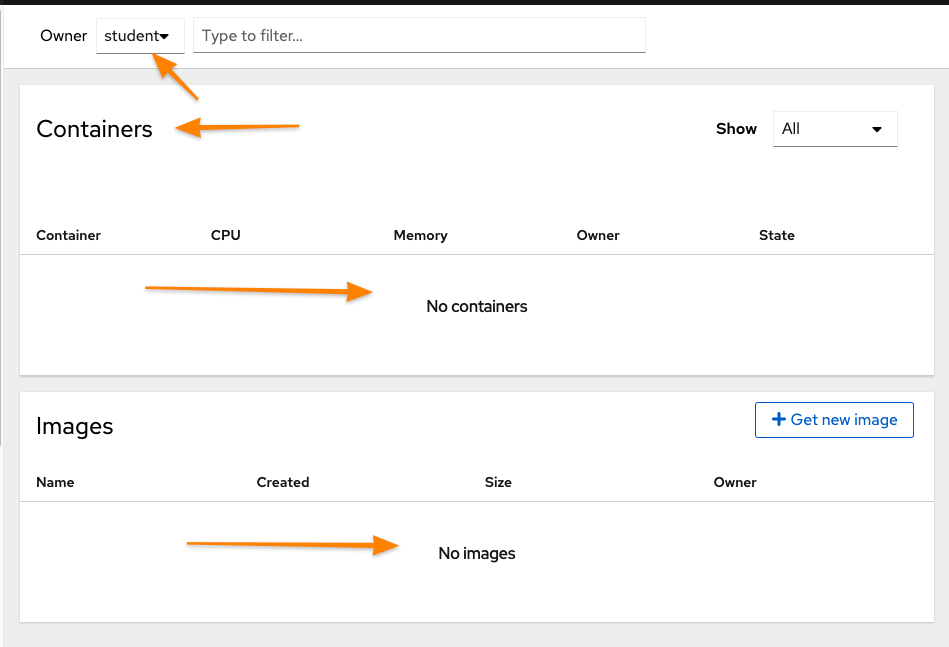 Owner student Type to filter...
Containers Show All
Container CPU Memory Owner State
No containers
Images Get new image
Name Created Size Owner
No images